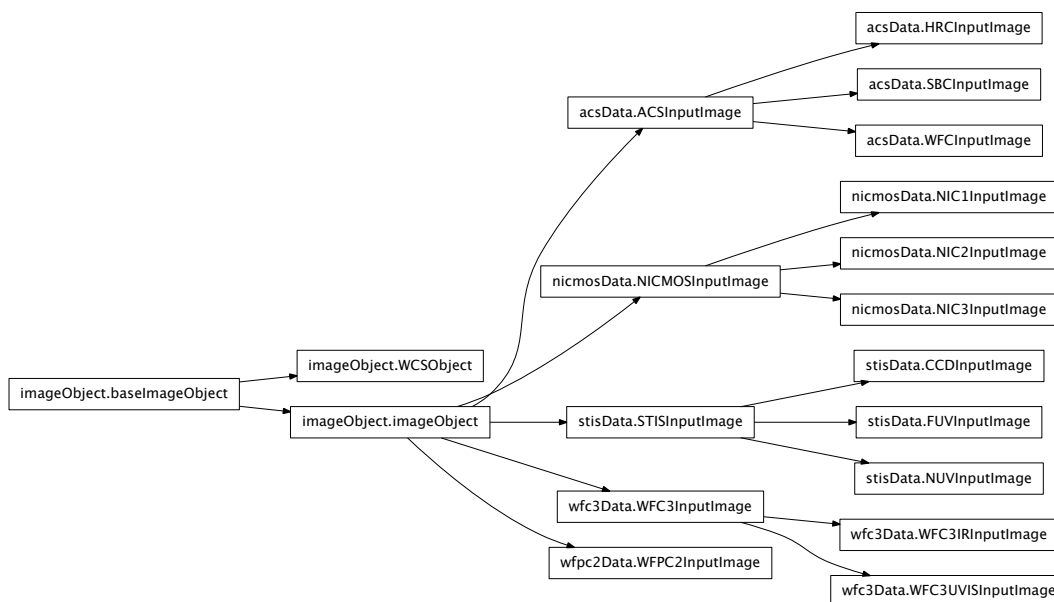 acsData.HRCInputImage
acsData.SBCInputImage
acsData.ACSInputImage
acsData.WFCInputImage
nicmosData.NIC1InputImage
nicmosData.NIC2InputImage
nicmosData.NICMOSInputImage
nicmosData.NIC3InputImage
imageObject.WCSObject
stisData.CCDInputImage
imageObject.baseImageObject
imageObject.imageObject
stisData.STISInputImage
stisData.FUVInputImage
stisData.NUVInputImage
wfc3Data.WFC3InputImage
wfc3Data.WFC3IRInputImage
wfpc2Data.WFPC2InputImage
wfc3Data.WFC3UVISInputImage